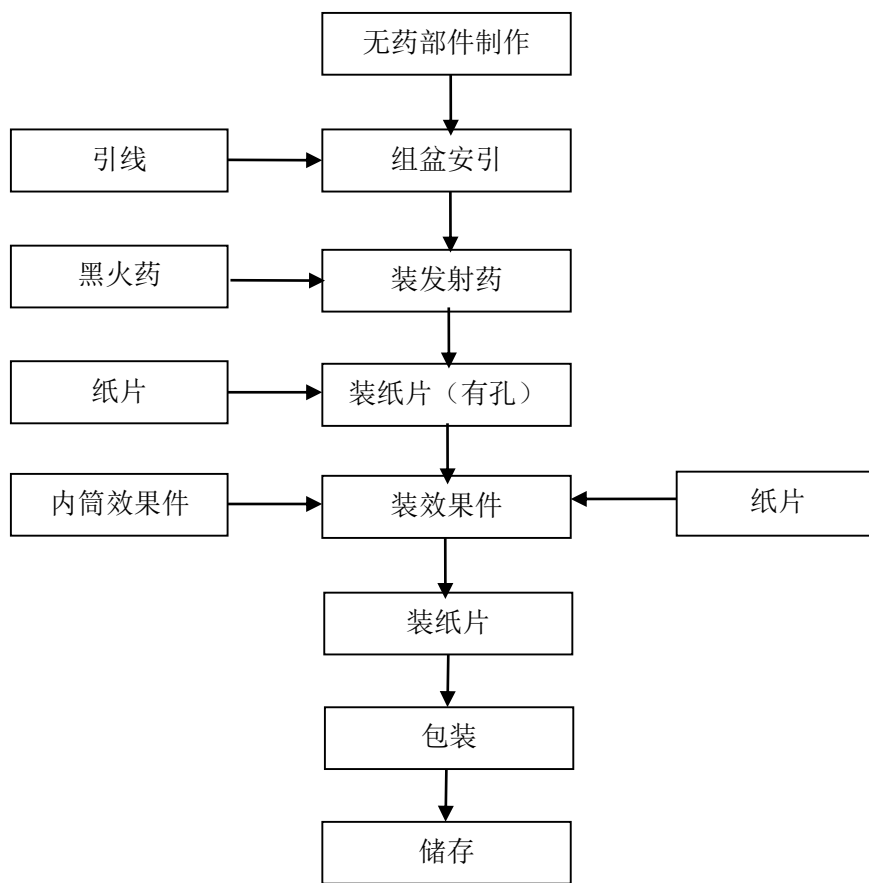 无药部件制作
引线
组盆安引
黑火药
装发射药
纸片
装纸片（有孔）
内筒效果件
装效果件
纸片
装纸片
包装
储存